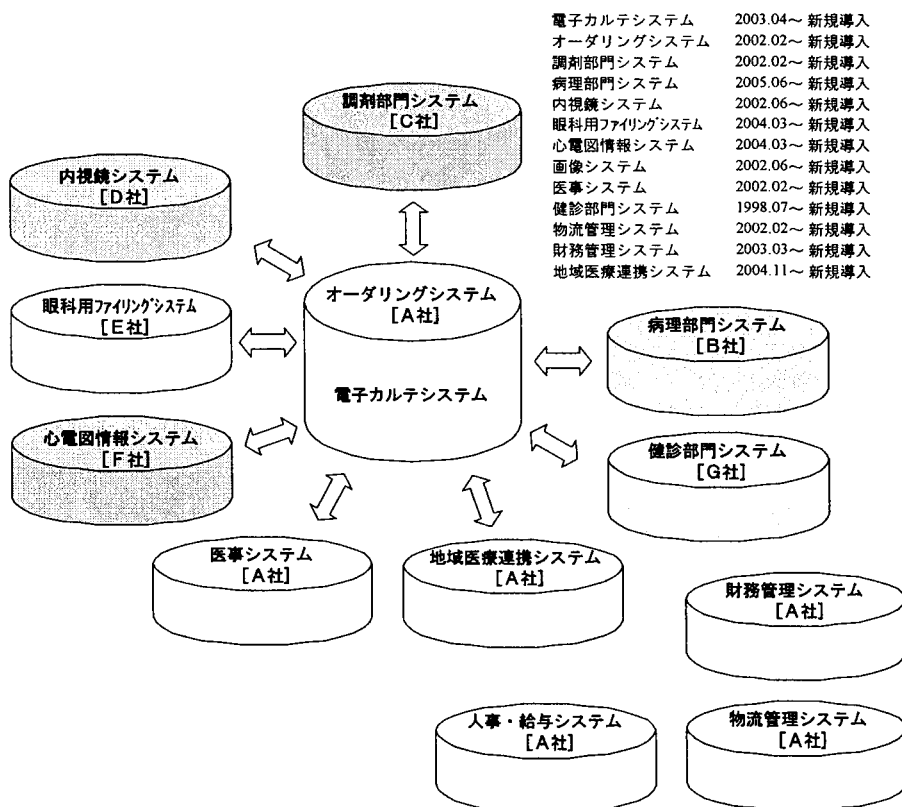 電子カルテシステム 2003.04～ 新規導入
オーダリングシステム 2002.02～ 新規導入
調剤部門システム 2002.02～ 新規導入
病理部門システム 2005.06～ 新規導入
内視鏡システム 2002.06～ 新規導入
眼科用ファイリングシステム 2004.03～ 新規導入
心電図情報システム 2004.03～ 新規導入
画像システム 2002.06～ 新規導入
医事システム 2002.02～ 新規導入
健診部門システム 1998.07～ 新規導入
物流管理システム 2002.02～ 新規導入
財務管理システム 2003.03～ 新規導入
地域医療連携システム 2004.11～ 新規導入
調剤部門システム
[C社]
内視鏡システム
[D社]
眼科用ファイリングシステム
[E社]
心電図情報システム
[F社]
オーダリングシステム
[A社]
電子カルテシステム
病理部門システム
[B社]
健診部門システム
[G社]
医事システム
[A社]
地域医療連携システム
[A社]
財務管理システム
[A社]
人事・給与システム
[A社]
物流管理システム
[A社]